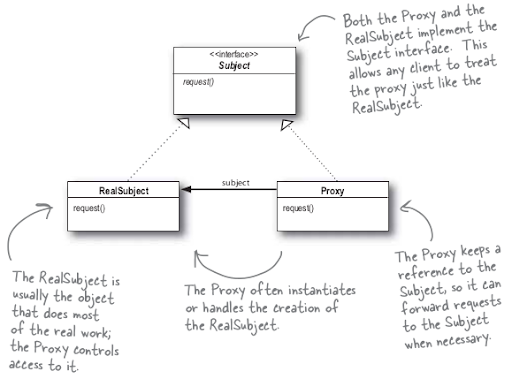 Both the Proxy and the
RealSubject implement the
Subject interface. This
allows any client to treat
the proxy just like the
RealSubject.
<<interface>>
Subject
request()
RealSubject
request()
subject
Proxy
request()
The RealSubject is
usually the object
that does most
of the real work;
the Proxy controls
access to it.
The Proxy often instantiates
or handles the creation of
the RealSubject.
The Proxy keeps a
reference to the
Subject, so it can
forward requests
to the Subject
when necessary.